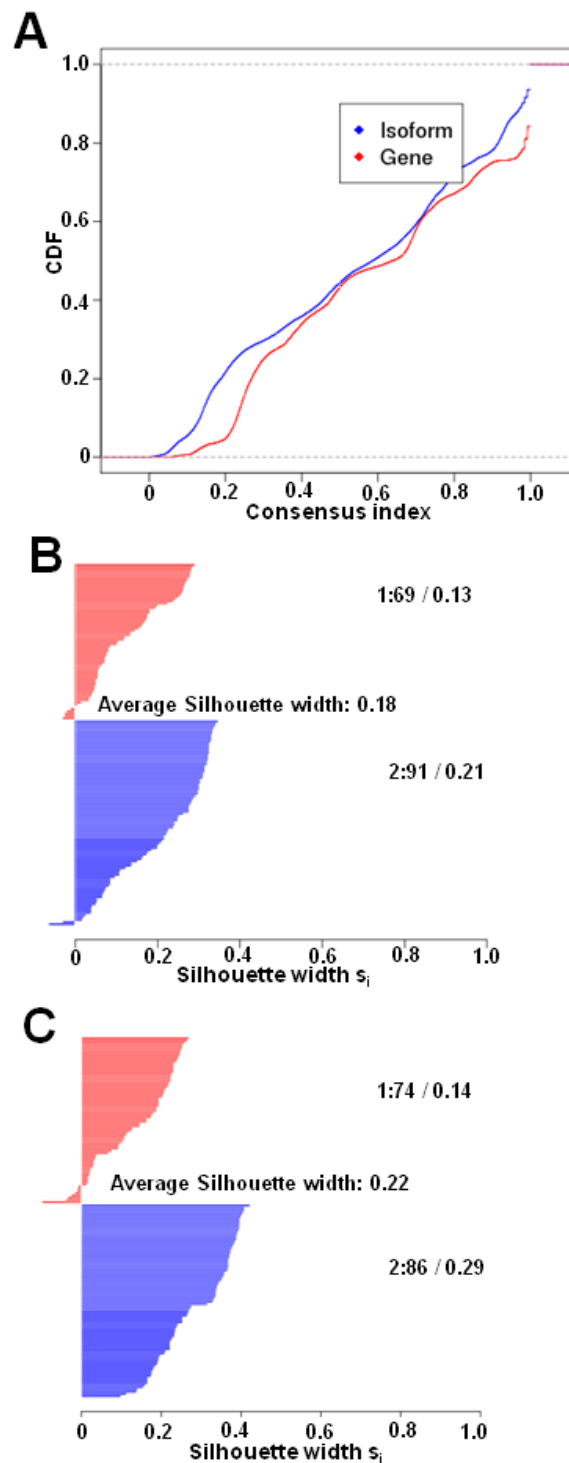 A
1.0
0.8
0.6
0.4
0.2
0
CDF
Isoform
Gene
0 0.2 0.4 0.6 0.8 1.0
Consensus index
B
1:69 / 0.13
Average Silhouette width: 0.18
2:91 / 0.21
0 0.2 0.4 0.6 0.8 1.0
Silhouette width si
C
1:74 / 0.14
Average Silhouette width: 0.22
2:86 / 0.29
0 0.2 0.4 0.6 0.8 1.0
Silhouette width si